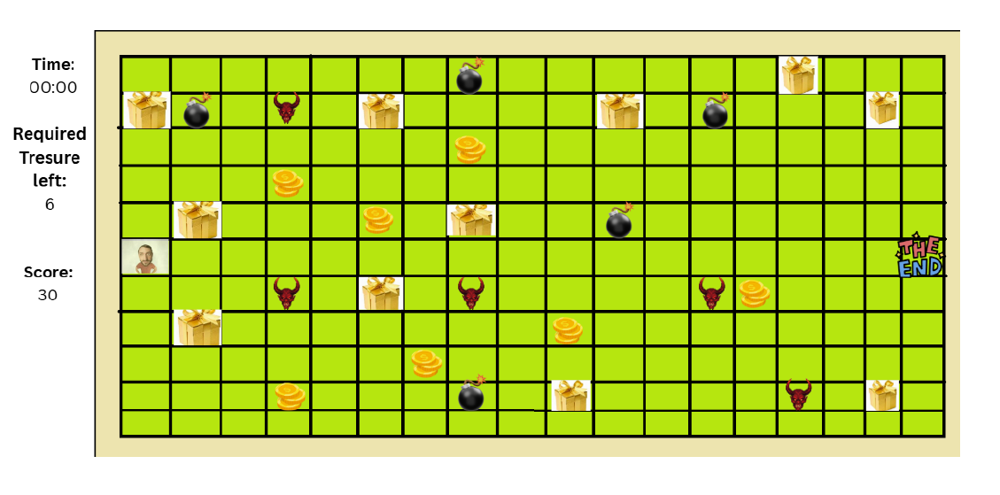 Time:
00:00
Required
Tresure
left:
6
Score:
30
THE
END